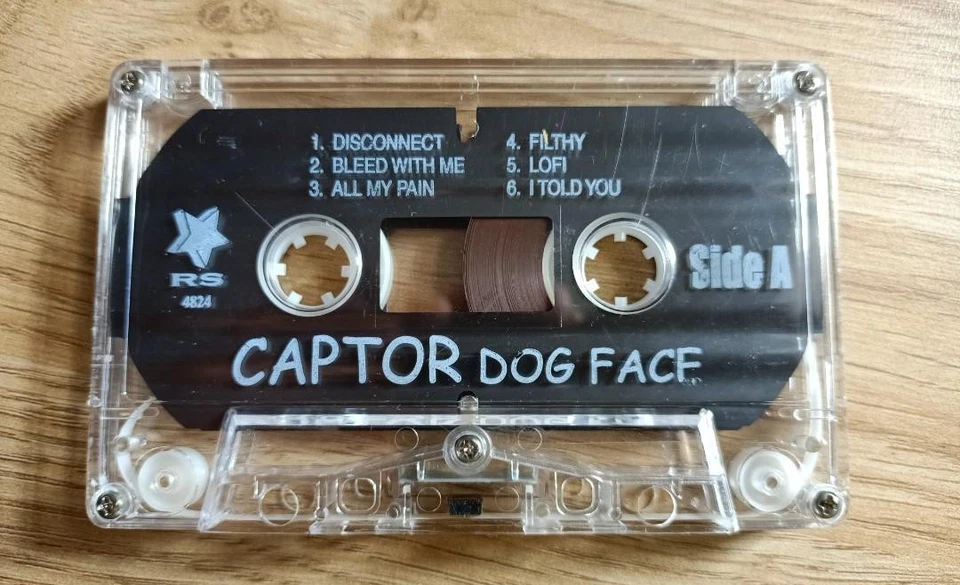 1. DISCONNECT
2. BLEED WITH ME
3. ALL MY PAIN
4. FILTHY
5. LOFI
6. I TOLD YOU
RS
4824
Side A
CAPTOR DOG FACE